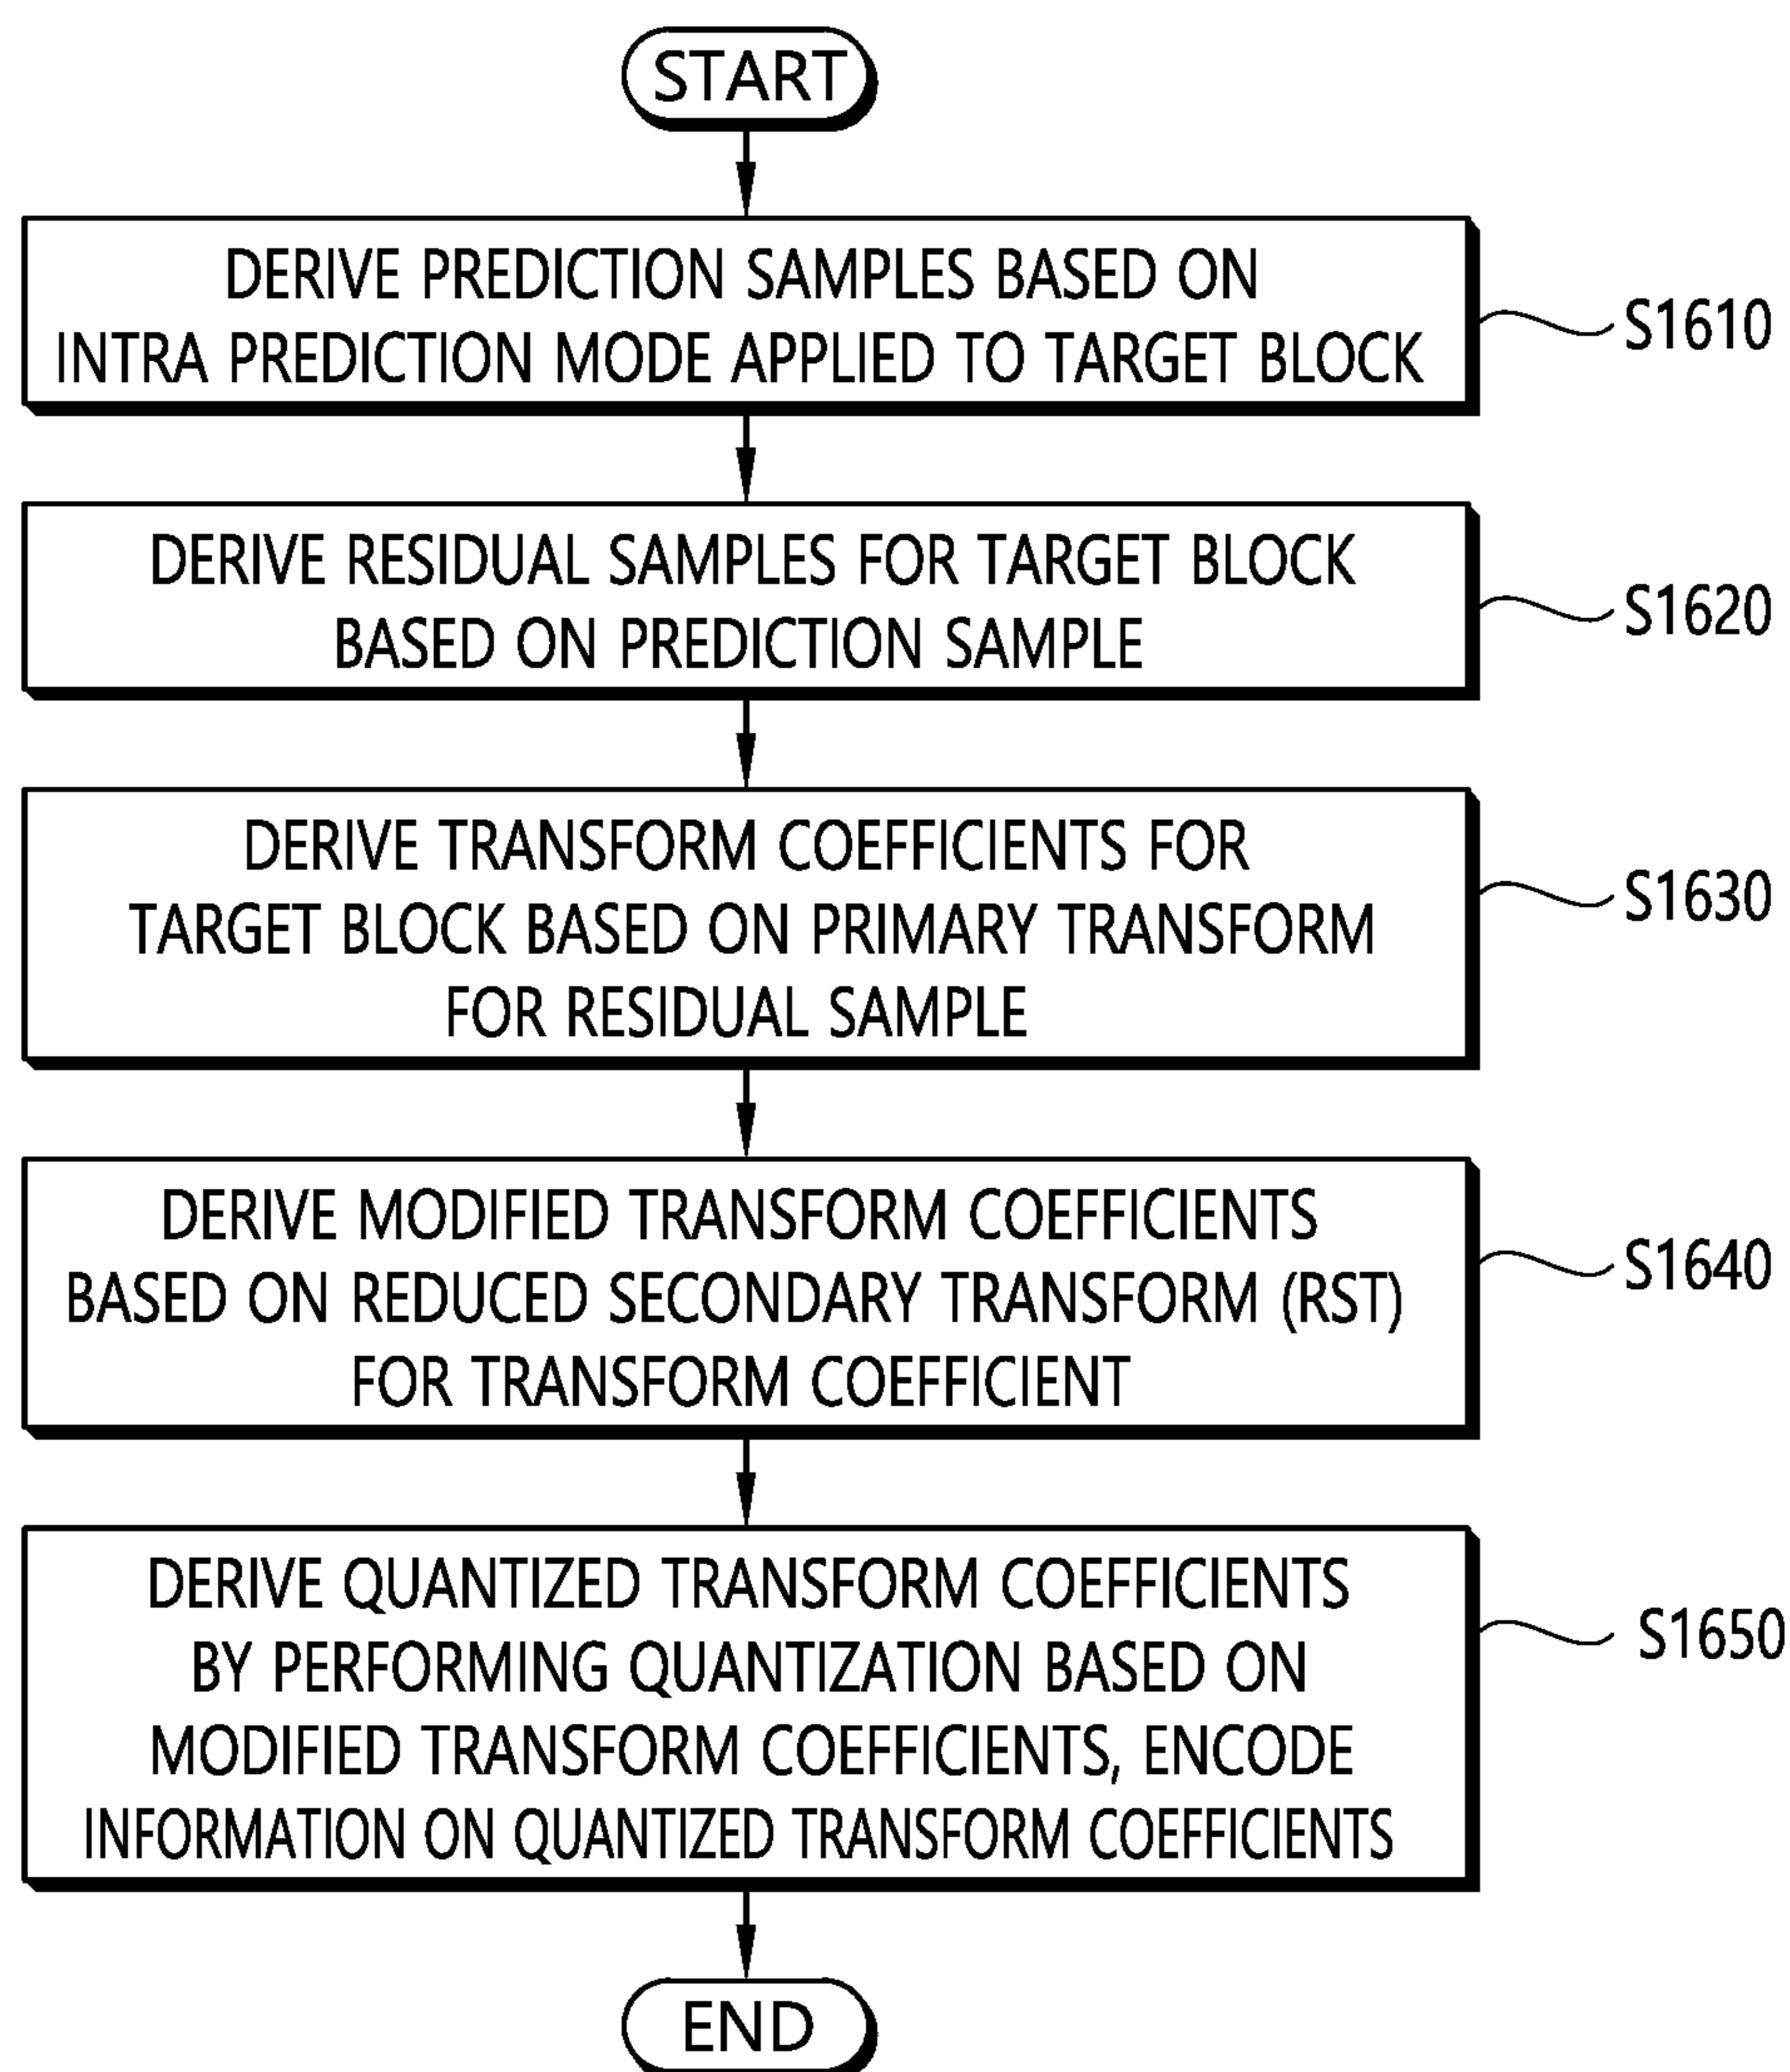 START
DERIVE PREDICTION SAMPLES BASED ON
INTRA PREDICTION MODE APPLIED TO TARGET BLOCK
S1610
DERIVE RESIDUAL SAMPLES FOR TARGET BLOCK
BASED ON PREDICTION SAMPLE
S1620
DERIVE TRANSFORM COEFFICIENTS FOR
TARGET BLOCK BASED ON PRIMARY TRANSFORM
FOR RESIDUAL SAMPLE
S1630
DERIVE MODIFIED TRANSFORM COEFFICIENTS
BASED ON REDUCED SECONDARY TRANSFORM (RST)
FOR TRANSFORM COEFFICIENT
S1640
DERIVE QUANTIZED TRANSFORM COEFFICIENTS
BY PERFORMING QUANTIZATION BASED ON
MODIFIED TRANSFORM COEFFICIENTS, ENCODE
INFORMATION ON QUANTIZED TRANSFORM COEFFICIENTS
S1650
END